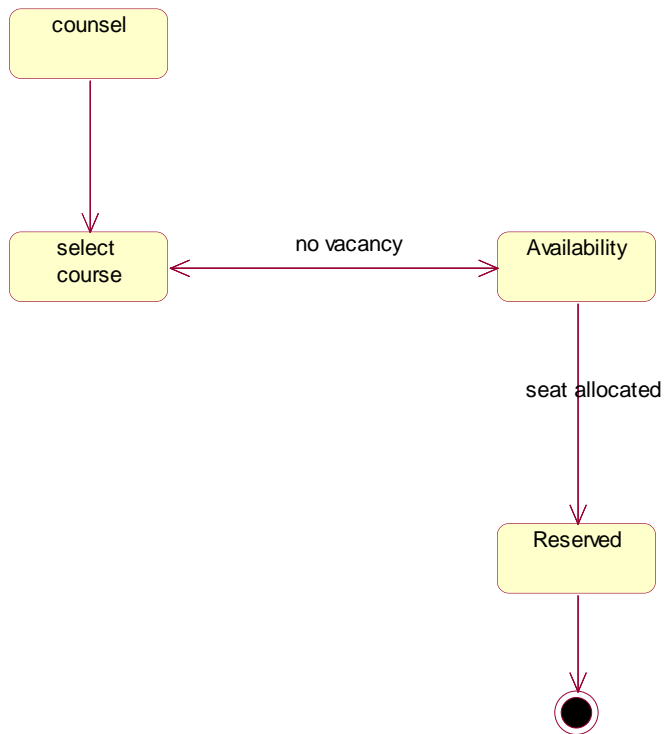 counsel
select
course
no vacancy
Availability
seat allocated
Reserved